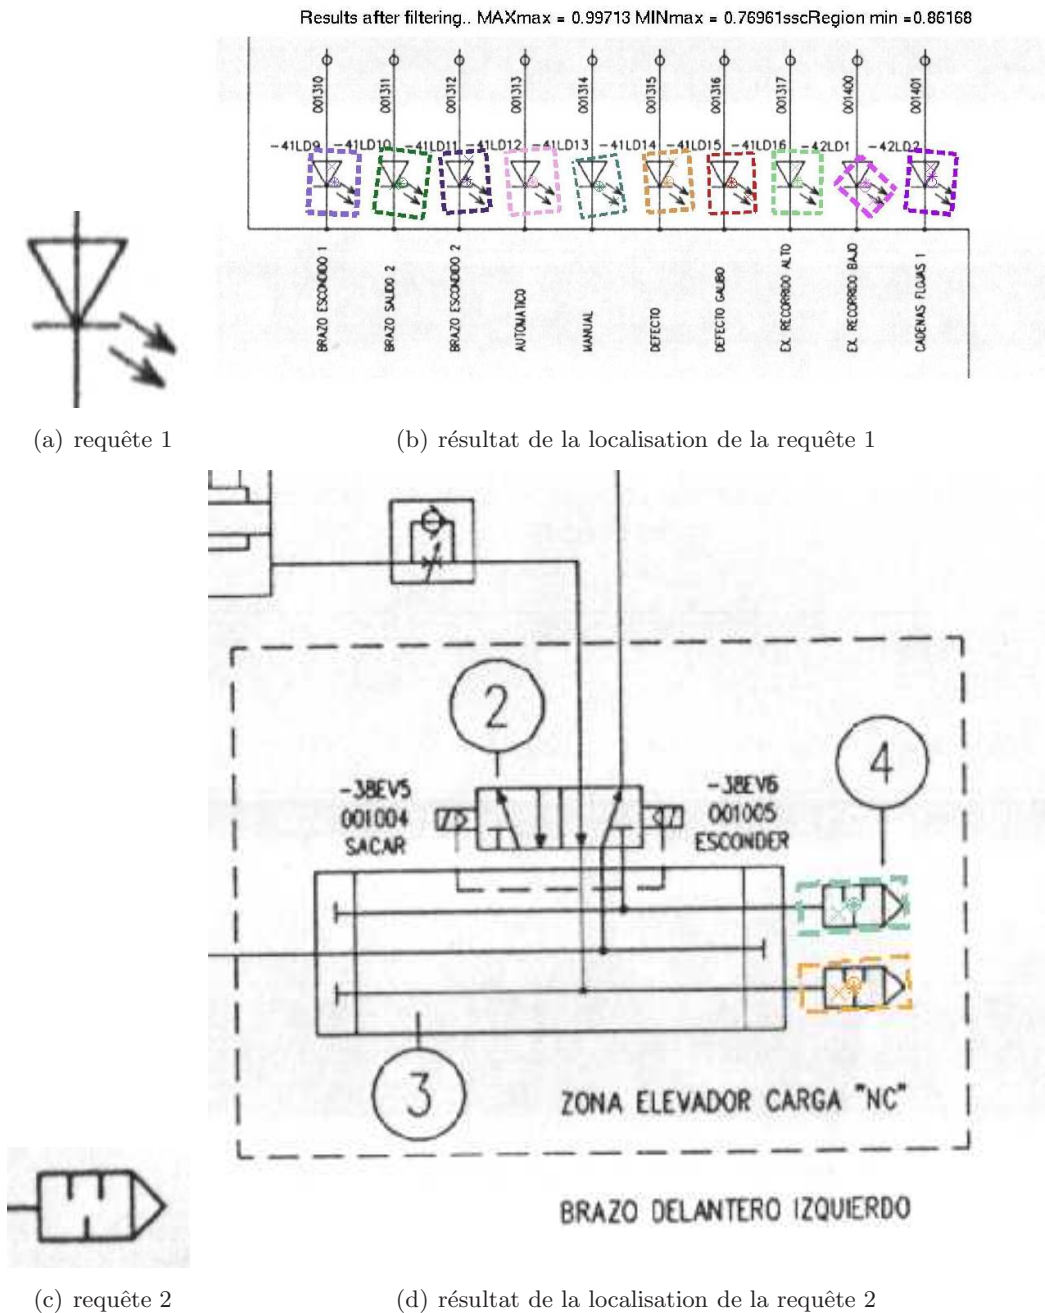 Results after filtering.. MAXmax = 0.99713 MINmax = 0.76961sscRegion min =0.86168
001310 001311 001312 001313 001314 001315 001316 001317 001400 001401
-41LD9 -41LD10 -41LD11 -41LD12 -41LD13 -41LD14 -41LD15 -41LD16 -42LD1 -42LD2
BRAZO ESCONDIDO 1
BRAZO SALIDO 2
BRAZO ESCONDIDO 2
AUTOMATICO
MANUAL
DEFECTO
DEFECTO GALIBO
EX. RECORRIDO ALTO
EX. RECORRIDO BAJO
CADENAS FLOJAS 1
(a) requête 1
(b) résultat de la localisation de la requête 1
2
4
-38EV5
001004
SACAR
-38EV6
001005
ESCONDER
3
ZONA ELEVADOR CARGA "NC"
BRAZO DELANTERO IZQUIERDO
(c) requête 2
(d) résultat de la localisation de la requête 2